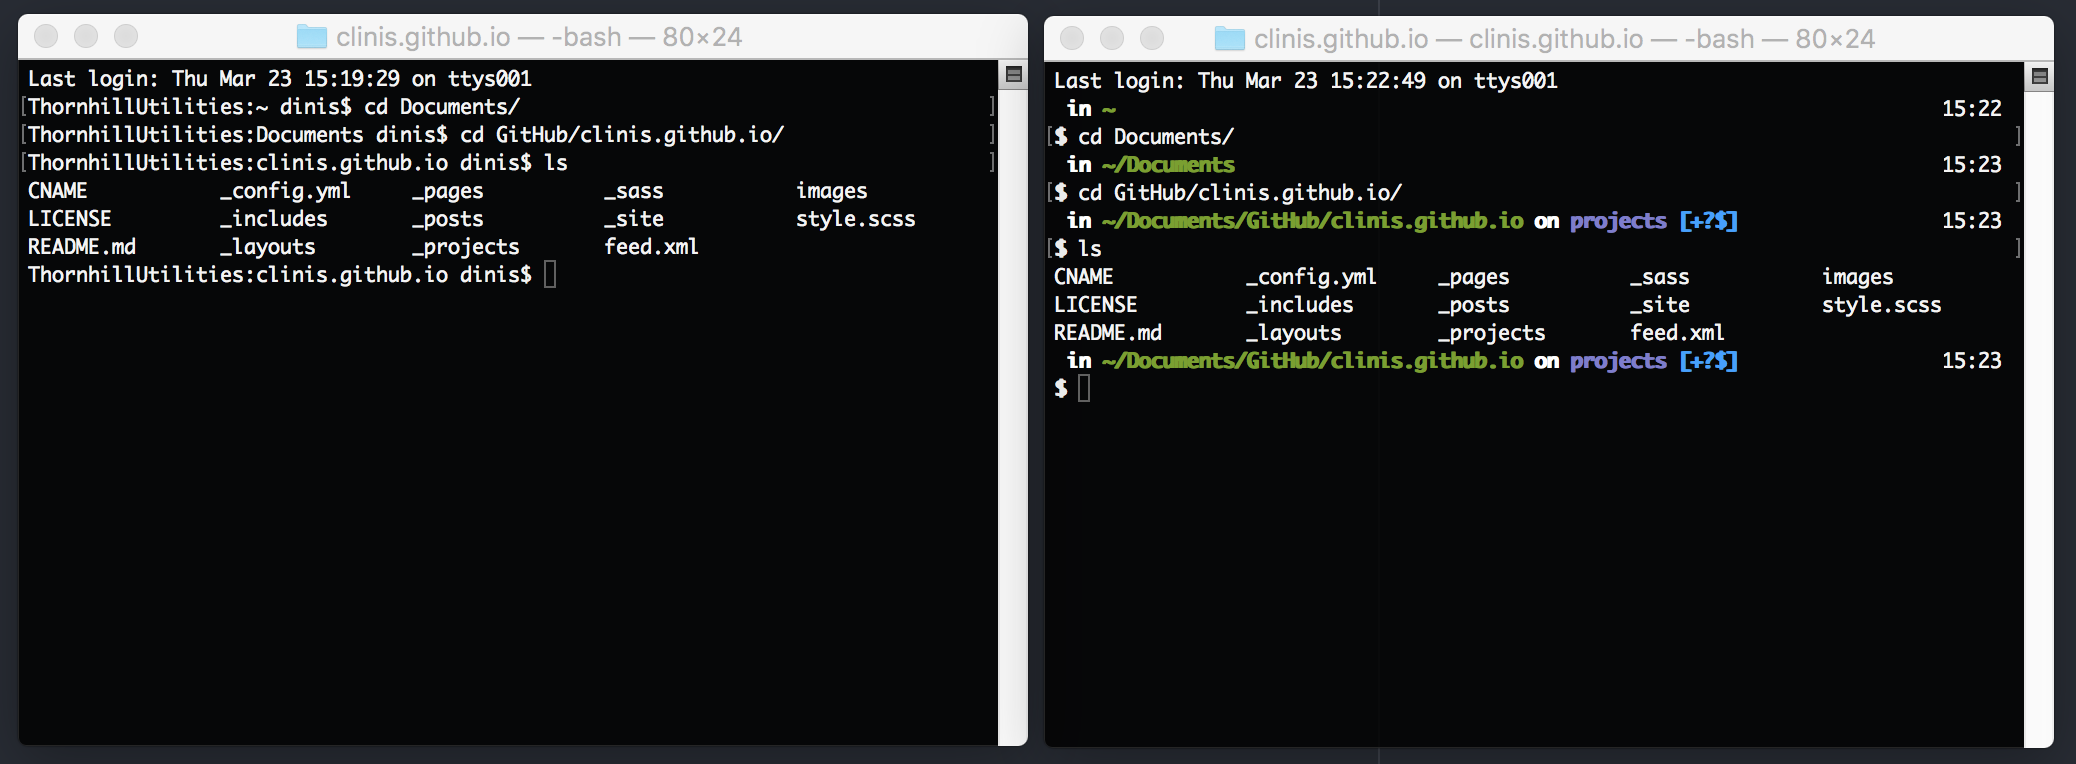 clinis.github.io — -bash — 80×24
Last login: Thu Mar 23 15:19:29 on ttys001
[ThornhillUtilities:~ dinis$ cd Documents/ ]
[ThornhillUtilities:Documents dinis$ cd GitHub/clinis.github.io/ ]
[ThornhillUtilities:clinis.github.io dinis$ ls ]
CNAME _config.yml _pages _sass images
LICENSE _includes _posts _site style.scss
README.md _layouts _projects feed.xml
ThornhillUtilities:clinis.github.io dinis$
clinis.github.io — clinis.github.io — -bash — 80×24
Last login: Thu Mar 23 15:22:49 on ttys001
in ~ 15:22
[$ cd Documents/ ]
in ~/Documents 15:23
[$ cd GitHub/clinis.github.io/ ]
in ~/Documents/GitHub/clinis.github.io on projects [+?$] 15:23
[$ ls ]
CNAME _config.yml _pages _sass images
LICENSE _includes _posts _site style.scss
README.md _layouts _projects feed.xml
in ~/Documents/GitHub/clinis.github.io on projects [+?$] 15:23
$